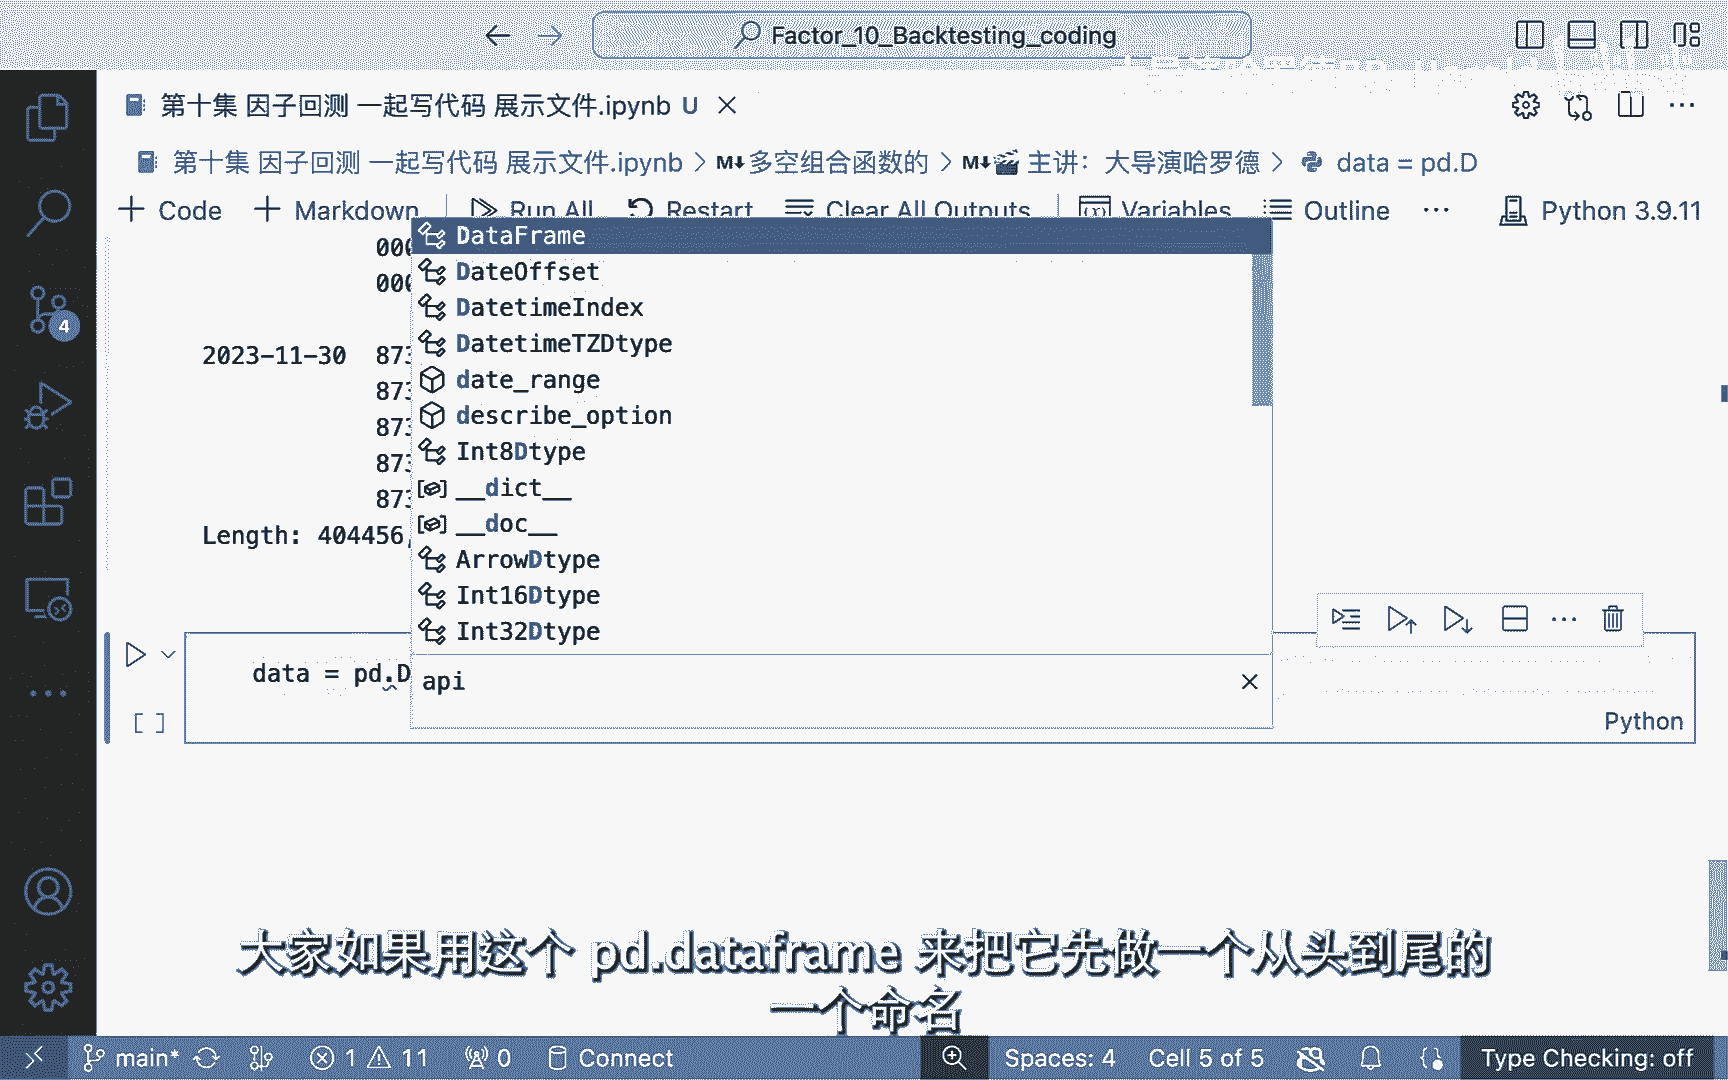 Factor_10_Backtesting_coding
第十集 因子回测 一起写代码 展示文件.ipynb U
第十集 因子回测 一起写代码 展示文件.ipynb > M↓ 多空组合函数的 > M↓ 主讲：大导演哈罗德 > data = pd.D
+ Code + Markdown Run All Restart Clear All Outputs Variables Outline ... Python 3.9.11
000
DataFrame
000
DateOffset
DatetimeIndex
2023-11-30 873
DatetimeTZDtype
873
date_range
873
describe_option
873
Int8Dtype
873
__dict__
Length: 404456,
__doc__
ArrowDtype
Int16Dtype
Int32Dtype
data = pd.D
api
[ ]
Python
大家如果用这个 pd.dataframe 来把它先做一个从头到尾的
一个命名
4
main* 1 11 0 Connect Spaces: 4 Cell 5 of 5 Type Checking: off